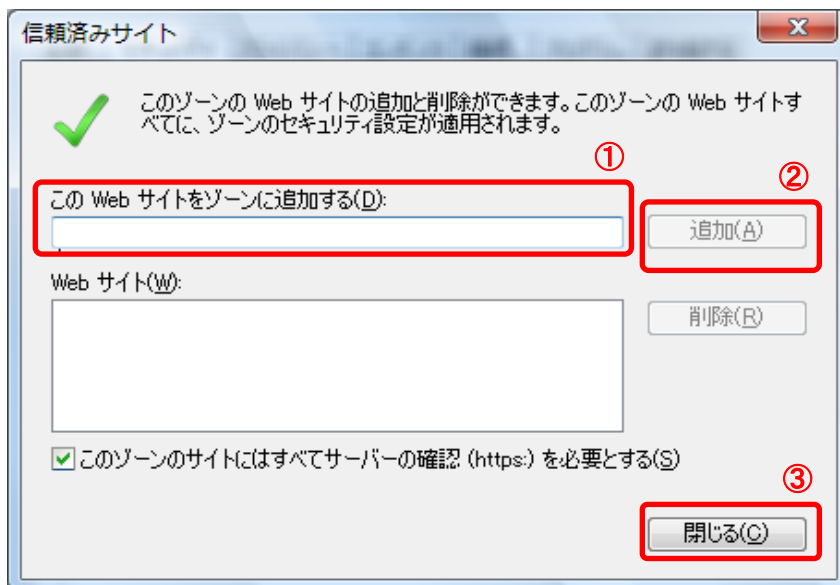 信頼済みサイト
このゾーンの Web サイトの追加と削除ができます。このゾーンの Web サイトす
べてに、ゾーンのセキュリティ設定が適用されます。
①
②
この Web サイトをゾーンに追加する(D):
追加(A)
Web サイト(W):
削除(R)
このゾーンのサイトにはすべてサーバーの確認 (https:) を必要とする(S)
③
閉じる(C)